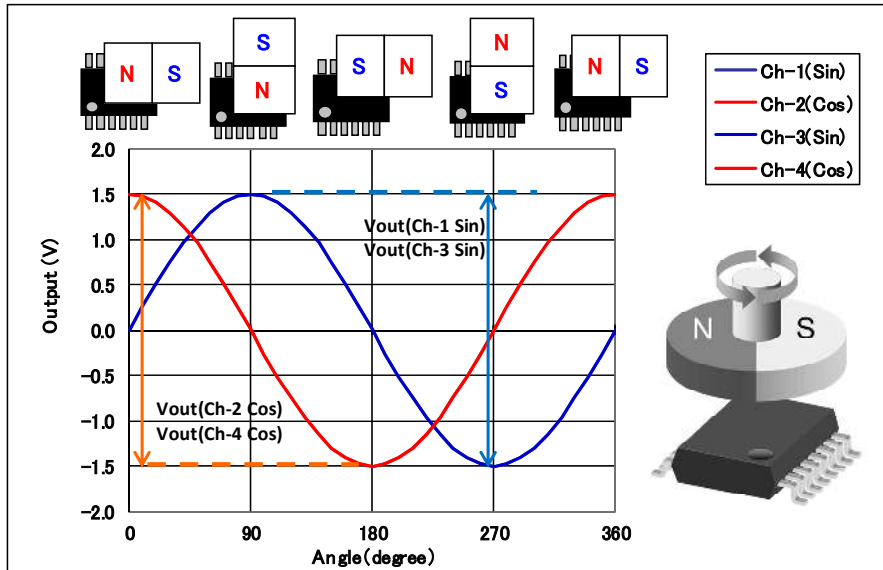 N S
S
N
S N
N
S
N S
Ch-1(Sin)
Ch-2(Cos)
Ch-3(Sin)
Ch-4(Cos)
Output (V)
2.0
1.5
1.0
0.5
0.0
-0.5
-1.0
-1.5
-2.0
Vout(Ch-1 Sin)
Vout(Ch-3 Sin)
Vout(Ch-2 Cos)
Vout(Ch-4 Cos)
0 90 180 270 360
Angle(degree)
N S